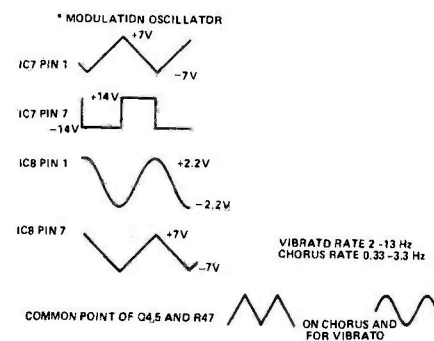 * MODULATION OSCILLATOR
+7V
IC7 PIN 1
-7V
+14V
IC7 PIN 7
-14V
IC8 PIN 1
+2.2V
-2.2V
IC8 PIN 7
+7V
-7V
VIBRATO RATE 2-13 Hz
CHORUS RATE 0.33-3.3 Hz
COMMON POINT OF Q4,5 AND R47
ON CHORUS AND
FOR VIBRATO